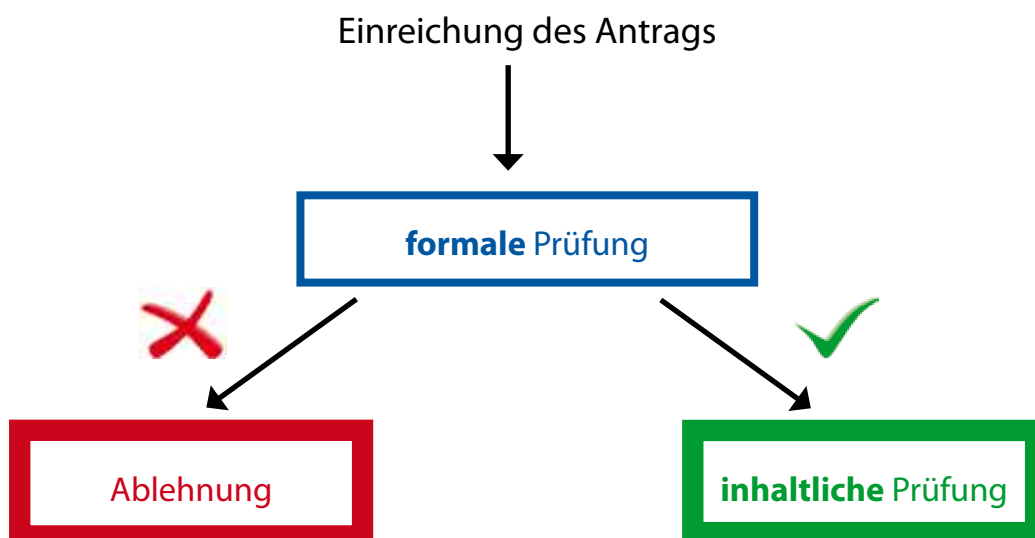 Einreichung des Antrags
formale Prüfung
Ablehnung
inhaltliche Prüfung